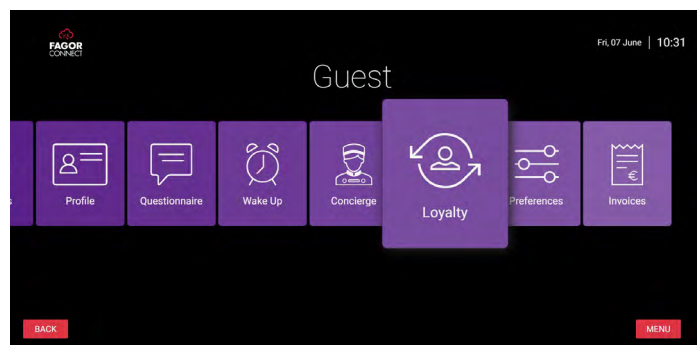 FAGOR
CONNECT
Fri, 07 June | 10:31
Guest
s
Profile
Questionnaire
Wake Up
Concierge
Loyalty
Preferences
Invoices
€
BACK
MENU